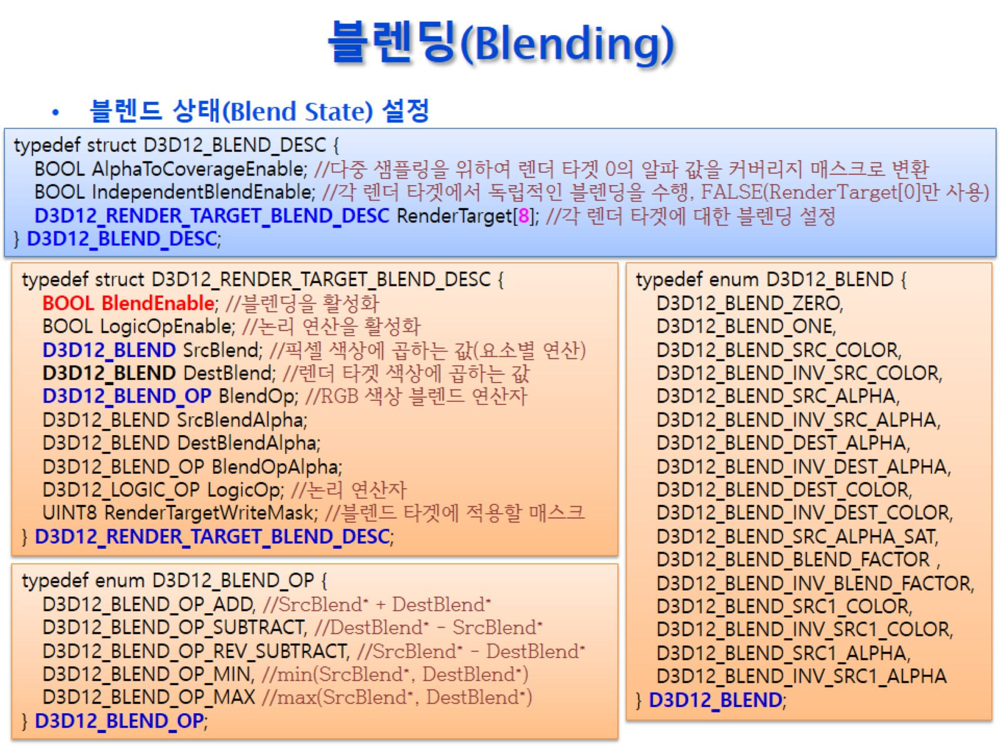 블렌딩(Blending)
• 블렌드 상태(Blend State) 설정
typedef struct D3D12_BLEND_DESC {
BOOL AlphaToCoverageEnable; //다중 샘플링을 위하여 렌더 타겟 0의 알파 값을 커버리지 매스크로 변환
BOOL IndependentBlendEnable; //각 렌더 타겟에서 독립적인 블렌딩을 수행, FALSE(RenderTarget[0]만 사용)
D3D12_RENDER_TARGET_BLEND_DESC RenderTarget[8]; //각 렌더 타겟에 대한 블렌딩 설정
} D3D12_BLEND_DESC;
typedef struct D3D12_RENDER_TARGET_BLEND_DESC {
BOOL BlendEnable; //블렌딩을 활성화
BOOL LogicOpEnable; //논리 연산을 활성화
D3D12_BLEND SrcBlend; //픽셀 색상에 곱하는 값(요소별 연산)
D3D12_BLEND DestBlend; //렌더 타겟 색상에 곱하는 값
D3D12_BLEND_OP BlendOp; //RGB 색상 블렌드 연산자
D3D12_BLEND SrcBlendAlpha;
D3D12_BLEND DestBlendAlpha;
D3D12_BLEND_OP BlendOpAlpha;
D3D12_LOGIC_OP LogicOp; //논리 연산자
UINT8 RenderTargetWriteMask; //블렌드 타겟에 적용할 매스크
} D3D12_RENDER_TARGET_BLEND_DESC;
typedef enum D3D12_BLEND_OP {
D3D12_BLEND_OP_ADD, //SrcBlend* + DestBlend*
D3D12_BLEND_OP_SUBTRACT, //DestBlend* - SrcBlend*
D3D12_BLEND_OP_REV_SUBTRACT, //SrcBlend* - DestBlend*
D3D12_BLEND_OP_MIN, //min(SrcBlend*, DestBlend*)
D3D12_BLEND_OP_MAX //max(SrcBlend*, DestBlend*)
} D3D12_BLEND_OP;
typedef enum D3D12_BLEND {
D3D12_BLEND_ZERO,
D3D12_BLEND_ONE,
D3D12_BLEND_SRC_COLOR,
D3D12_BLEND_INV_SRC_COLOR,
D3D12_BLEND_SRC_ALPHA,
D3D12_BLEND_INV_SRC_ALPHA,
D3D12_BLEND_DEST_ALPHA,
D3D12_BLEND_INV_DEST_ALPHA,
D3D12_BLEND_DEST_COLOR,
D3D12_BLEND_INV_DEST_COLOR,
D3D12_BLEND_SRC_ALPHA_SAT,
D3D12_BLEND_BLEND_FACTOR ,
D3D12_BLEND_INV_BLEND_FACTOR,
D3D12_BLEND_SRC1_COLOR,
D3D12_BLEND_INV_SRC1_COLOR,
D3D12_BLEND_SRC1_ALPHA,
D3D12_BLEND_INV_SRC1_ALPHA
} D3D12_BLEND;